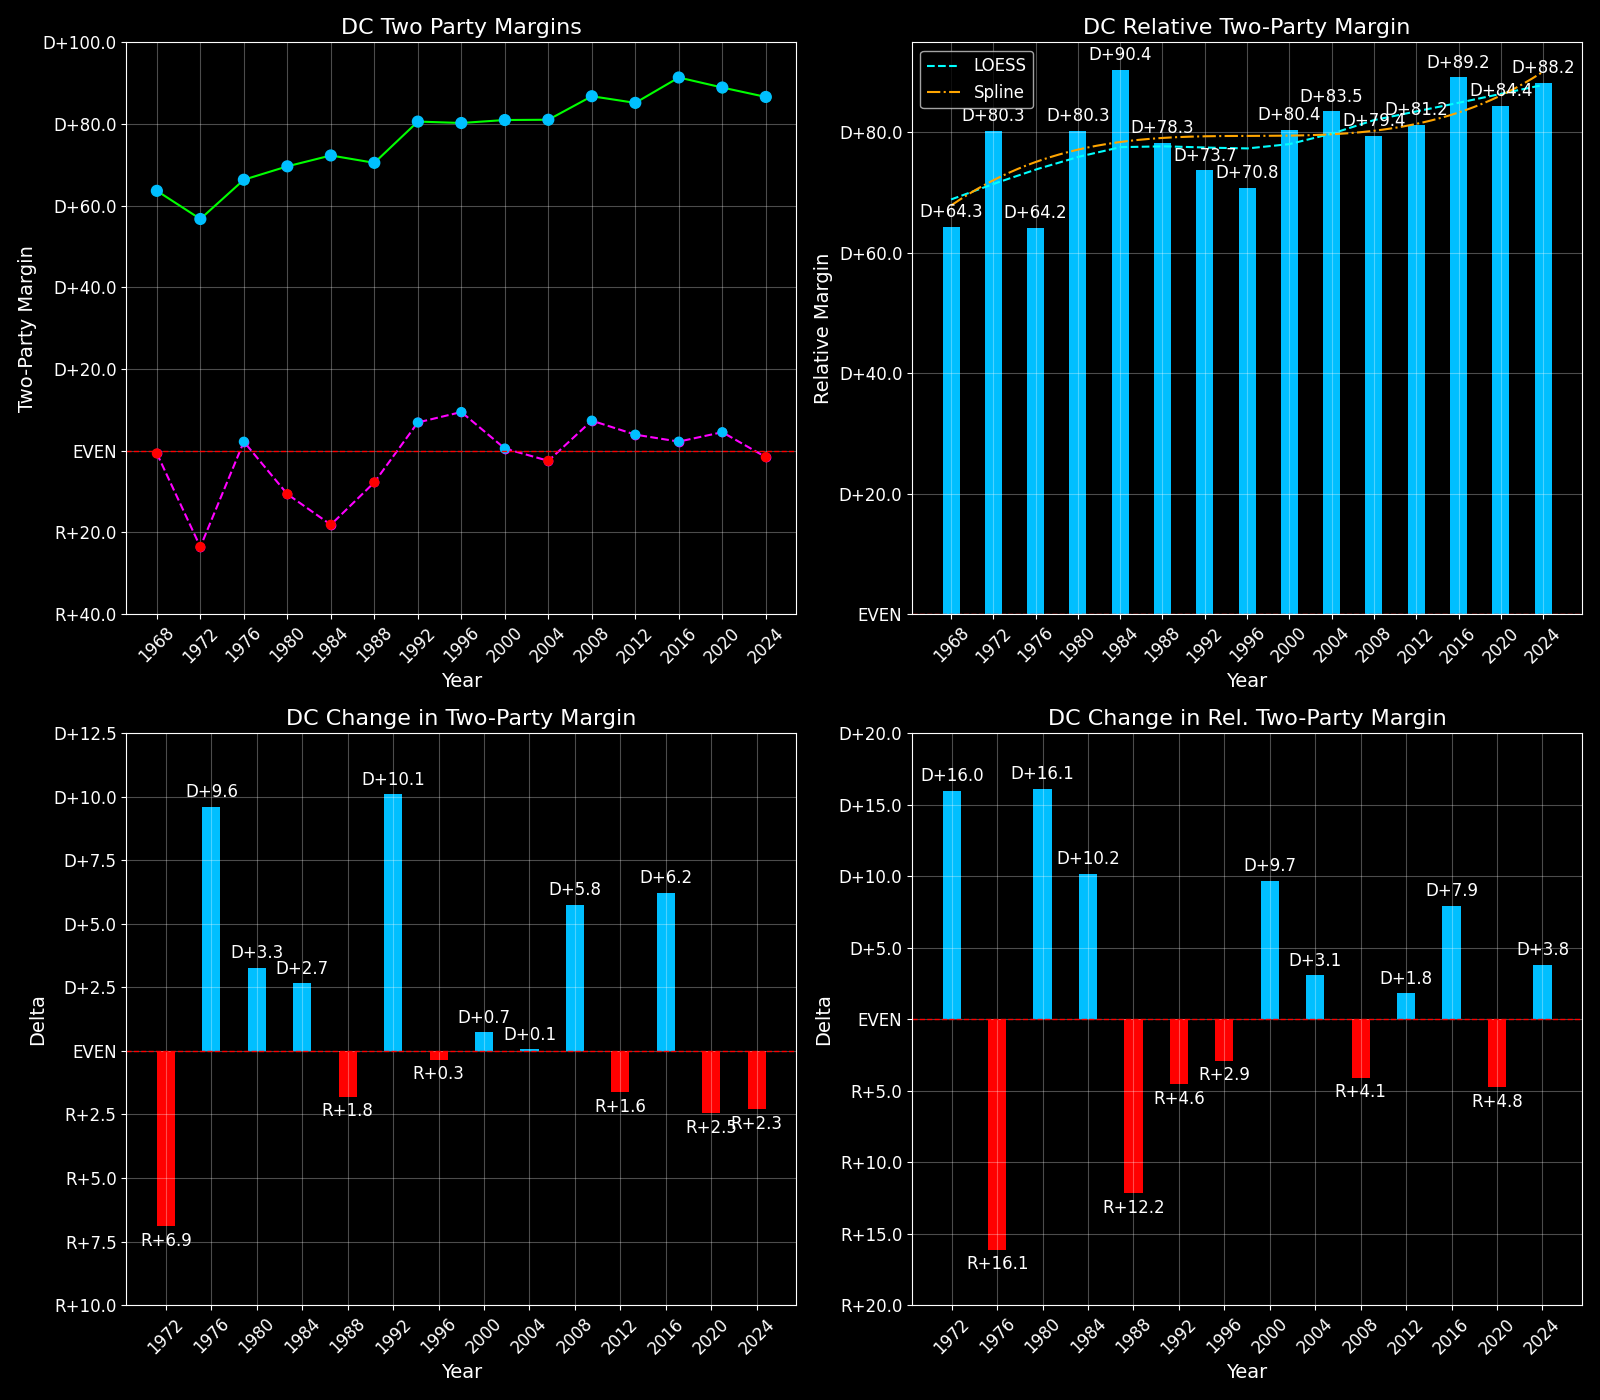 DC Two Party Margins
D+100.0
D+80.0
D+60.0
D+40.0
D+20.0
EVEN
R+20.0
R+40.0
Two-Party Margin
1968 1972 1976 1980 1984 1988 1992 1996 2000 2004 2008 2012 2016 2020 2024
Year
DC Relative Two-Party Margin
LOESS
Spline
D+80.0
D+60.0
D+40.0
D+20.0
EVEN
Relative Margin
D+64.3 D+80.3 D+64.2 D+80.3 D+90.4 D+78.3 D+73.7 D+70.8 D+80.4 D+83.5 D+79.4 D+81.2 D+89.2 D+84.4 D+88.2
1968 1972 1976 1980 1984 1988 1992 1996 2000 2004 2008 2012 2016 2020 2024
Year
DC Change in Two-Party Margin
D+12.5
D+10.0
D+7.5
D+5.0
D+2.5
EVEN
R+2.5
R+5.0
R+7.5
R+10.0
Delta
R+6.9 D+9.6 D+3.3 D+2.7 R+1.8 D+10.1 R+0.3 D+0.7 D+0.1 D+5.8 R+1.6 D+6.2 R+2.5 R+2.3
1972 1976 1980 1984 1988 1992 1996 2000 2004 2008 2012 2016 2020 2024
Year
DC Change in Rel. Two-Party Margin
D+20.0
D+15.0
D+10.0
D+5.0
EVEN
R+5.0
R+10.0
R+15.0
R+20.0
Delta
D+16.0 R+16.1 D+16.1 D+10.2 R+12.2 R+4.6 R+2.9 D+9.7 D+3.1 R+4.1 D+1.8 D+7.9 R+4.8 D+3.8
1972 1976 1980 1984 1988 1992 1996 2000 2004 2008 2012 2016 2020 2024
Year